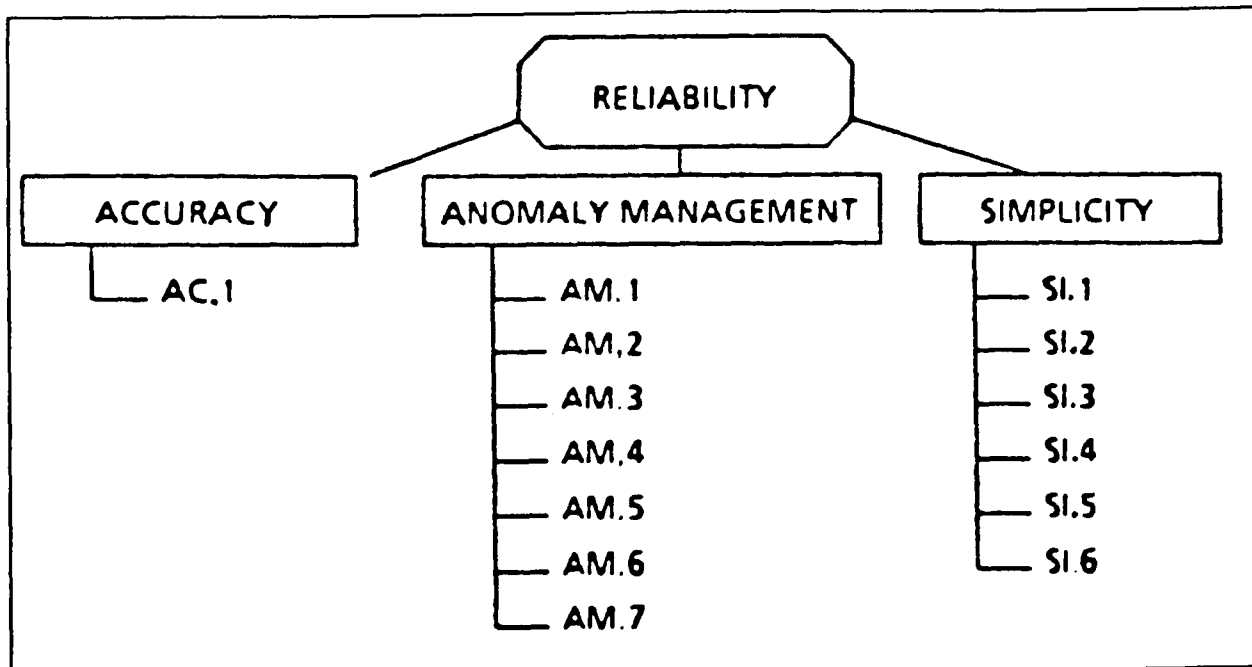 RELIABILITY
ACCURACY
AC.1
ANOMALY MANAGEMENT
AM.1
AM,2
AM.3
AM,4
AM.5
AM.6
AM.7
SIMPLICITY
SI.1
SI.2
SI.3
SI.4
SI.5
SI.6